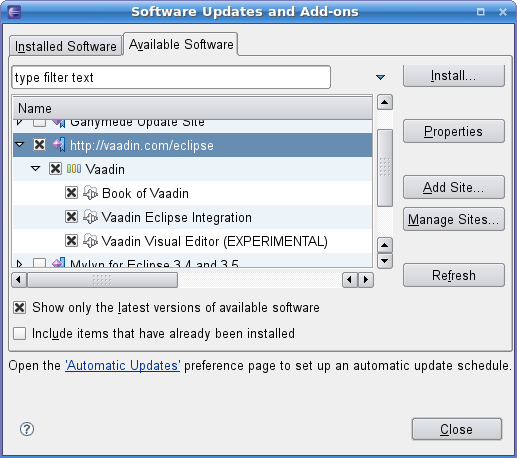 Software Updates and Add-ons
Installed Software
Available Software
type filter text
Install...
Name
Ganymede Update Site
http://vaadin.com/eclipse
Properties
Vaadin
Book of Vaadin
Add Site...
Vaadin Eclipse Integration
Manage Sites...
Vaadin Visual Editor (EXPERIMENTAL)
Mylyn for Eclipse 3.4 and 3.5
Refresh
Show only the latest versions of available software
Include items that have already been installed
Open the 'Automatic Updates' preference page to set up an automatic update schedule.
?
Close